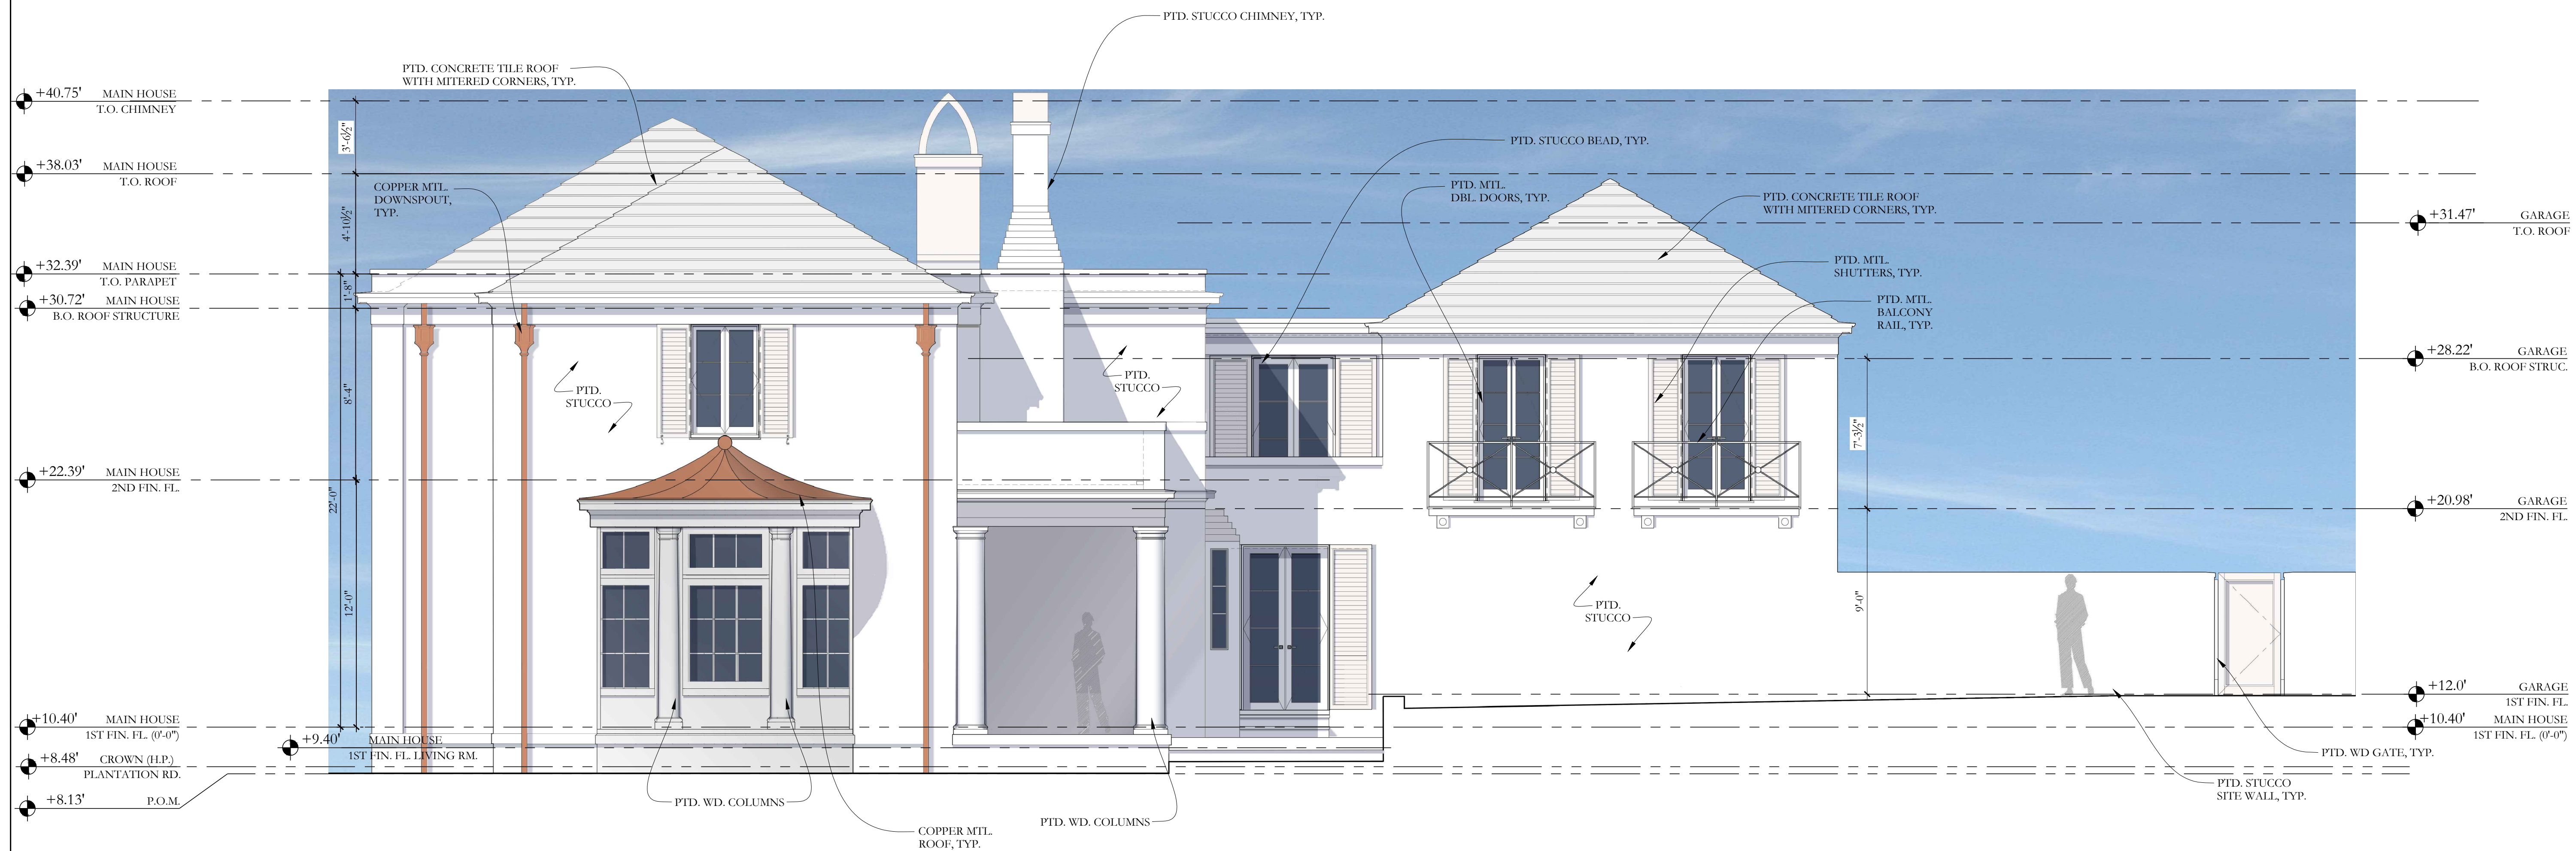 PTD. STUCCO CHIMNEY, TYP.
PTD. CONCRETE TILE ROOF
WITH MITERED CORNERS, TYP.
+40.75' MAIN HOUSE
T.O. CHIMNEY
3'-6½"
PTD. STUCCO BEAD, TYP.
+38.03' MAIN HOUSE
T.O. ROOF
COPPER MTL.
DOWNSPOUT,
TYP.
PTD. MTL.
DBL. DOORS, TYP.
PTD. CONCRETE TILE ROOF
WITH MITERED CORNERS, TYP.
4'-10½"
+31.47' GARAGE
T.O. ROOF
+32.39' MAIN HOUSE
T.O. PARAPET
PTD. MTL.
SHUTTERS, TYP.
1'-8"
+30.72' MAIN HOUSE
B.O. ROOF STRUCTURE
PTD. MTL.
BALCONY
RAIL, TYP.
+28.22' GARAGE
B.O. ROOF STRUC.
8'-4"
PTD.
STUCCO
PTD.
STUCCO
7'-3½"
+22.39' MAIN HOUSE
2ND FIN. FL.
22'-0"
+20.98' GARAGE
2ND FIN. FL.
12'-0"
9'-0"
PTD.
STUCCO
+12.0' GARAGE
1ST FIN. FL.
+10.40' MAIN HOUSE
1ST FIN. FL. (0'-0")
+10.40' MAIN HOUSE
1ST FIN. FL. (0'-0")
+9.40' MAIN HOUSE
1ST FIN. FL. LIVING RM.
+8.48' CROWN (H.P.)
PLANTATION RD.
PTD. WD GATE, TYP.
+8.13' P.O.M.
PTD. WD. COLUMNS
PTD. STUCCO
SITE WALL, TYP.
PTD. WD. COLUMNS
COPPER MTL.
ROOF, TYP.